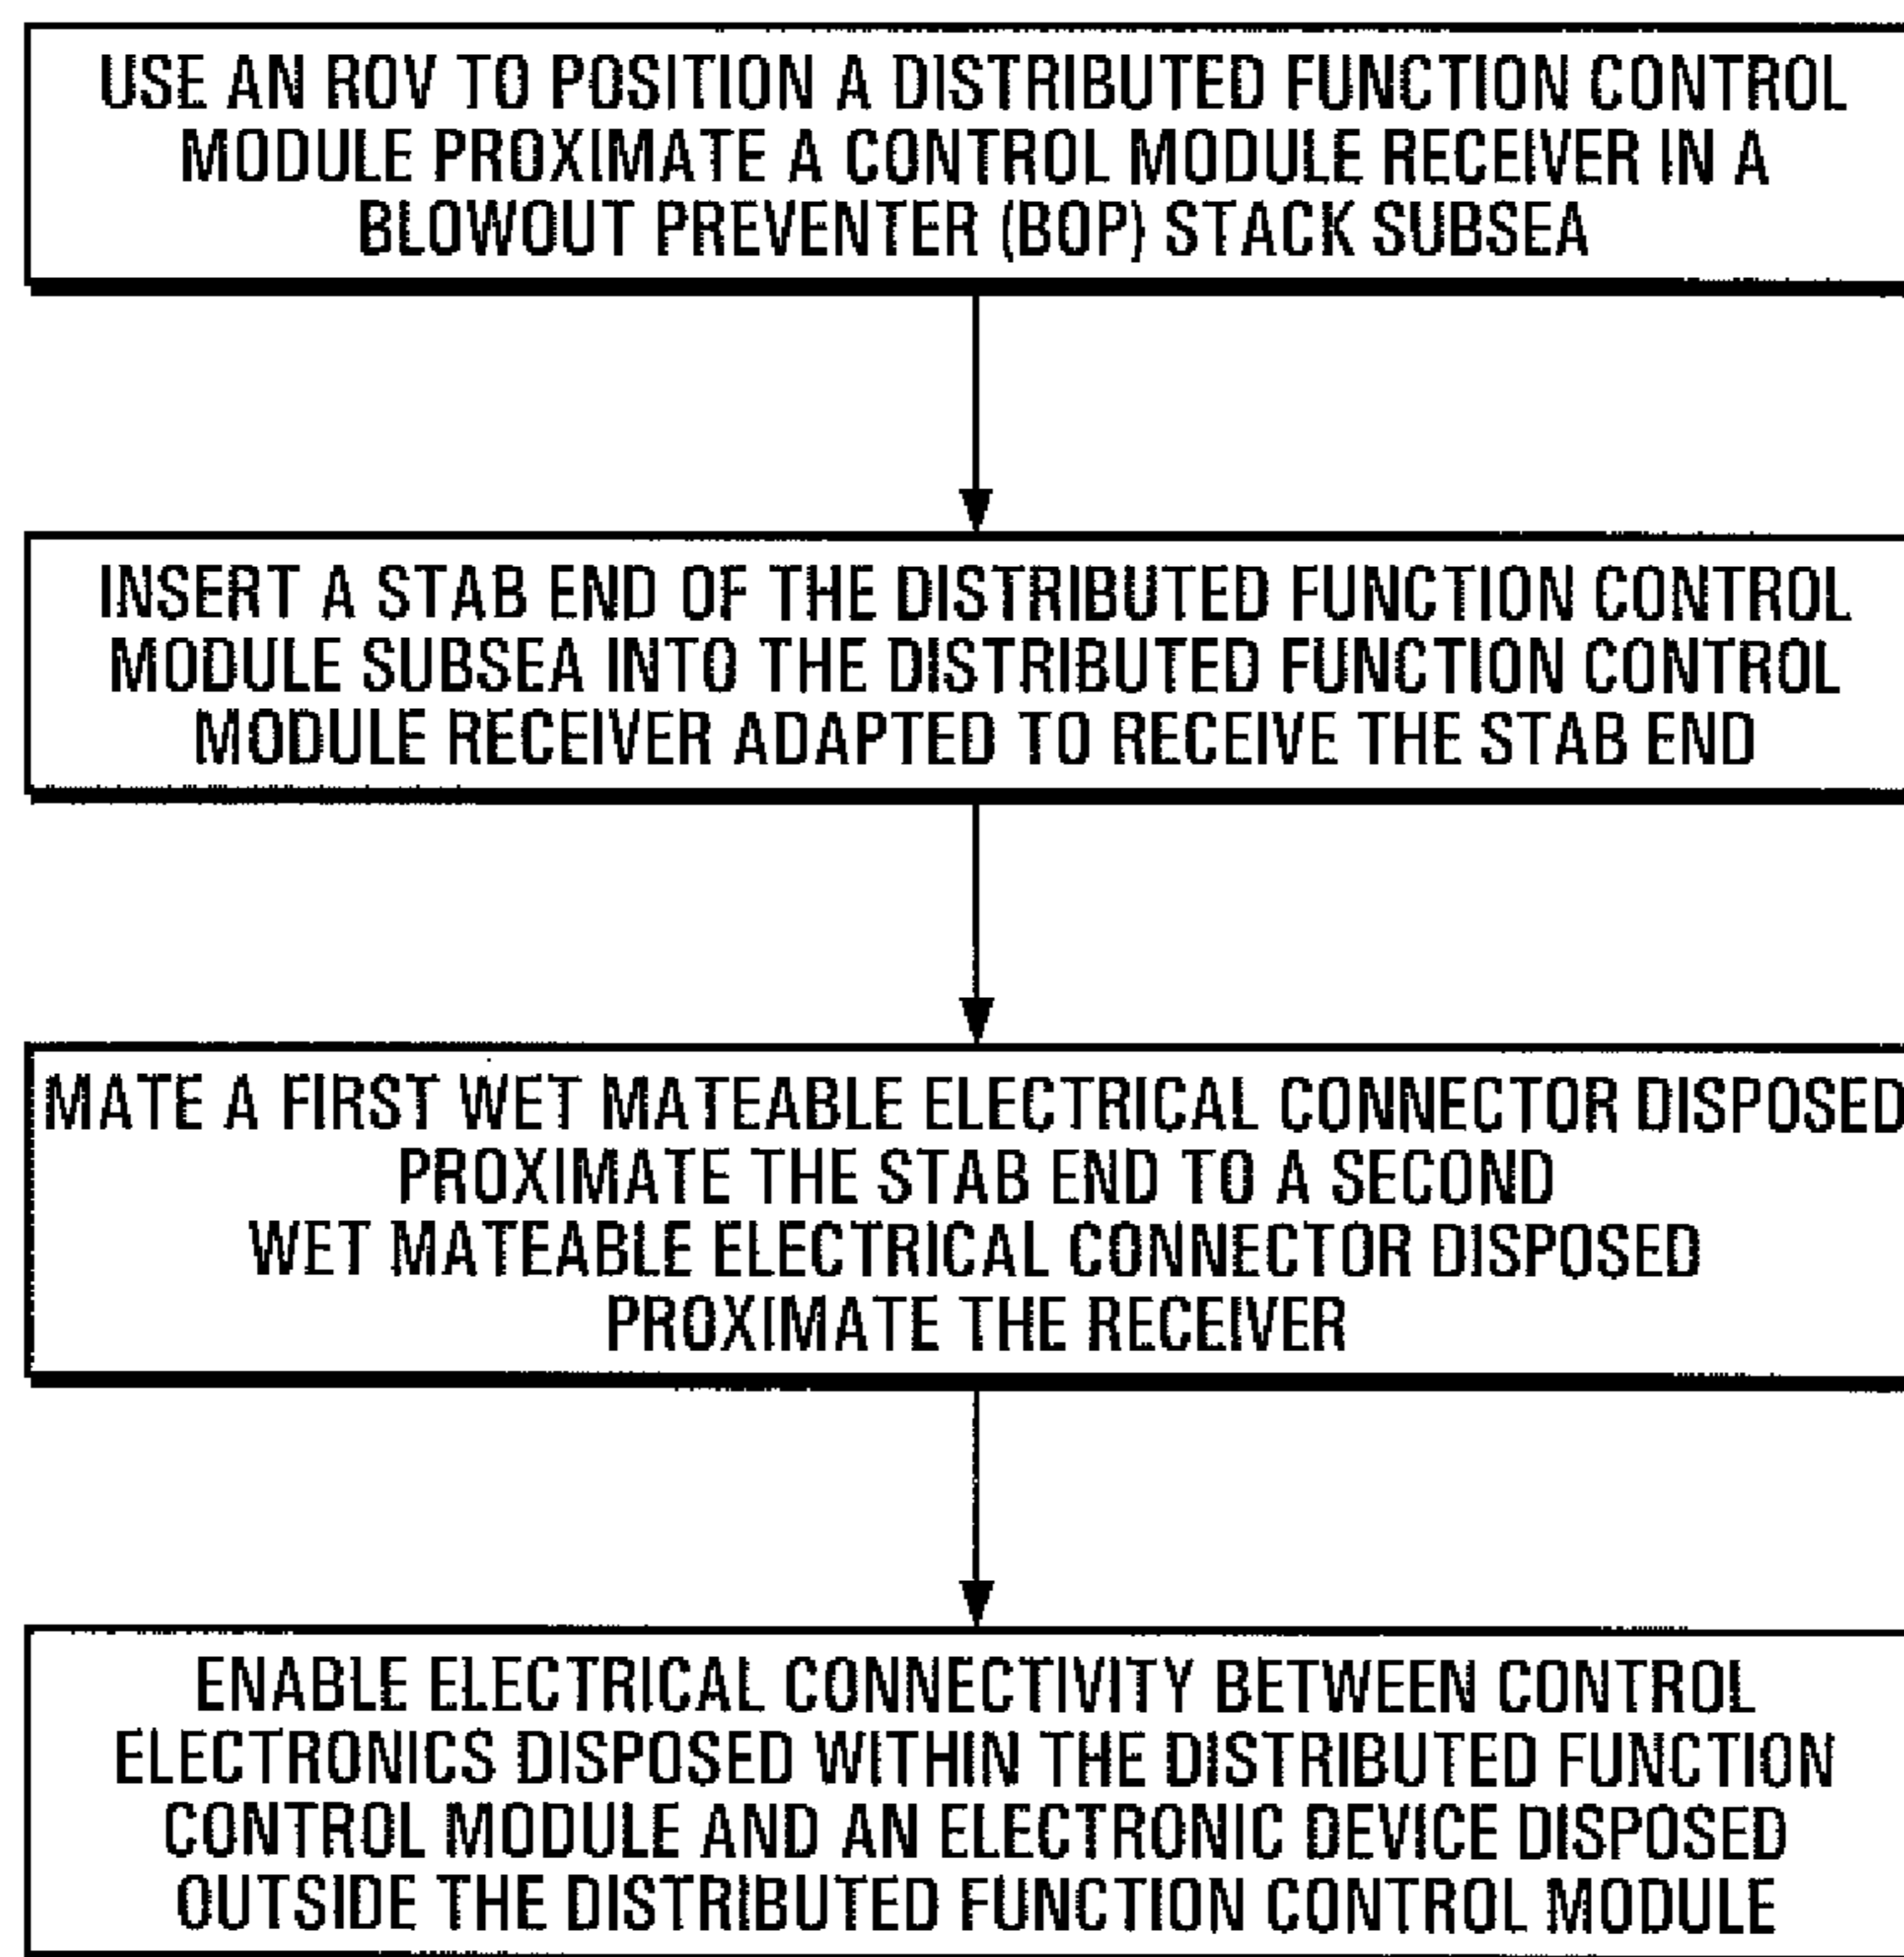 USE AN ROV TO POSITION A DISTRIBUTED FUNCTION CONTROL
MODULE PROXIMATE A CONTROL MODULE RECEIVER IN A
BLOWOUT PREVENTER (BOP) STACK SUBSEA
INSERT A STAB END OF THE DISTRIBUTED FUNCTION CONTROL
MODULE SUBSEA INTO THE DISTRIBUTED FUNCTION CONTROL
MODULE RECEIVER ADAPTED TO RECEIVE THE STAB END
MATE A FIRST WET MATEABLE ELECTRICAL CONNECTOR DISPOSED
PROXIMATE THE STAB END TO A SECOND
WET MATEABLE ELECTRICAL CONNECTOR DISPOSED
PROXIMATE THE RECEIVER
ENABLE ELECTRICAL CONNECTIVITY BETWEEN CONTROL
ELECTRONICS DISPOSED WITHIN THE DISTRIBUTED FUNCTION
CONTROL MODULE AND AN ELECTRONIC DEVICE DISPOSED
OUTSIDE THE DISTRIBUTED FUNCTION CONTROL MODULE